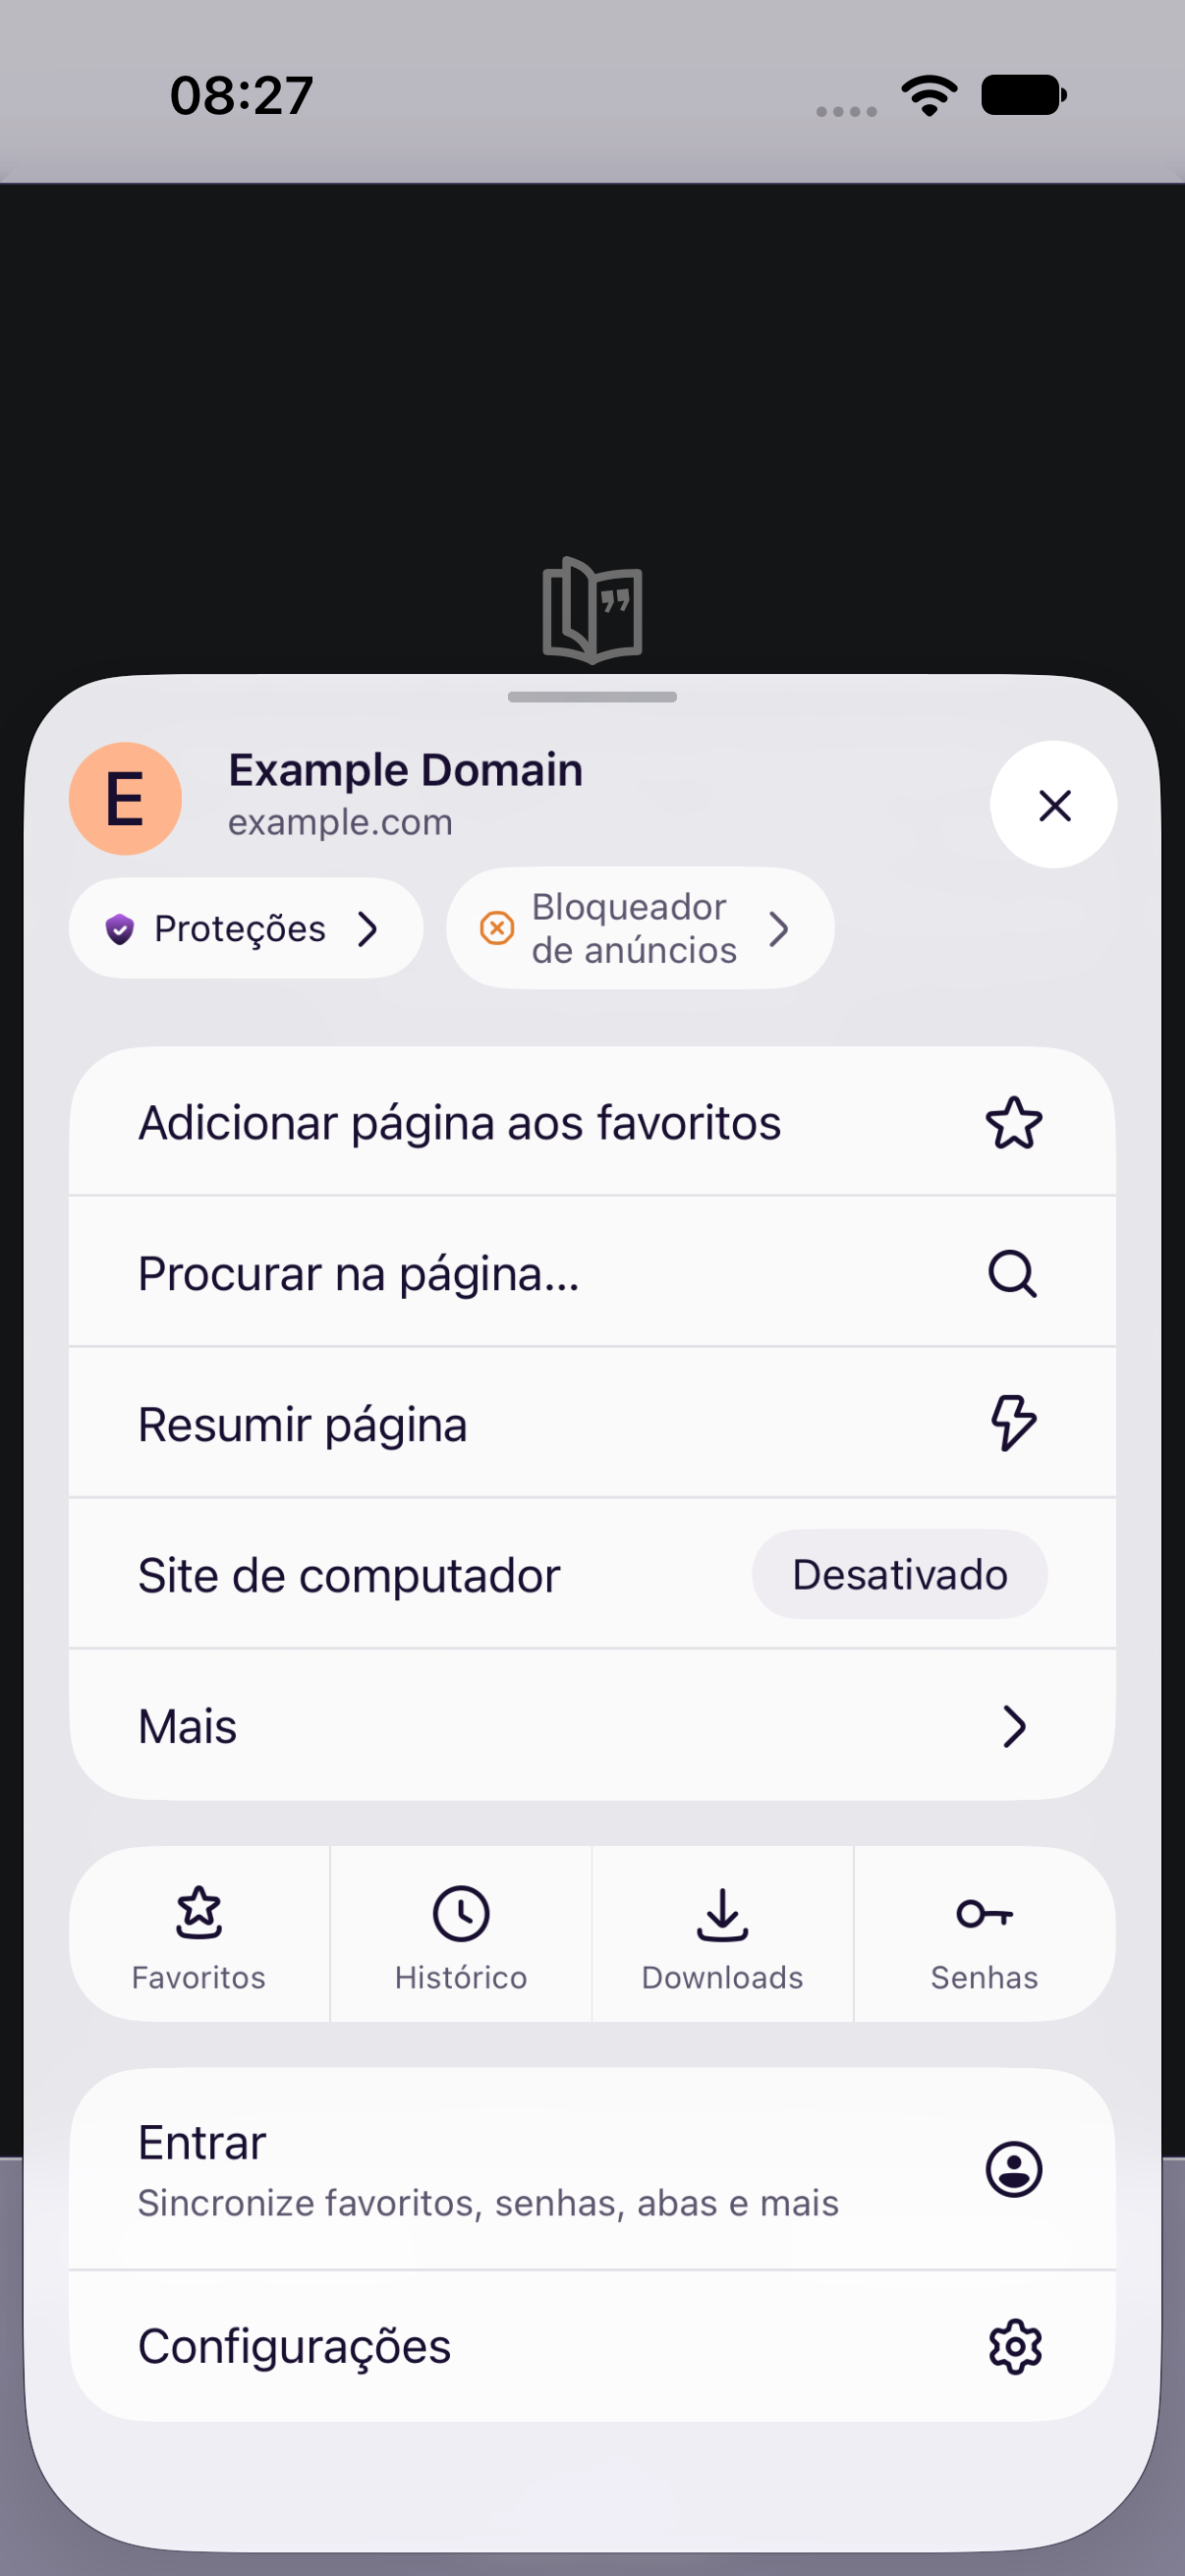 08:27
E
Example Domain
example.com
Proteções
Bloqueador
de anúncios
Adicionar página aos favoritos
Procurar na página...
Resumir página
Site de computador
Desativado
Mais
Favoritos
Histórico
Downloads
Senhas
Entrar
Sincronize favoritos, senhas, abas e mais
Configurações